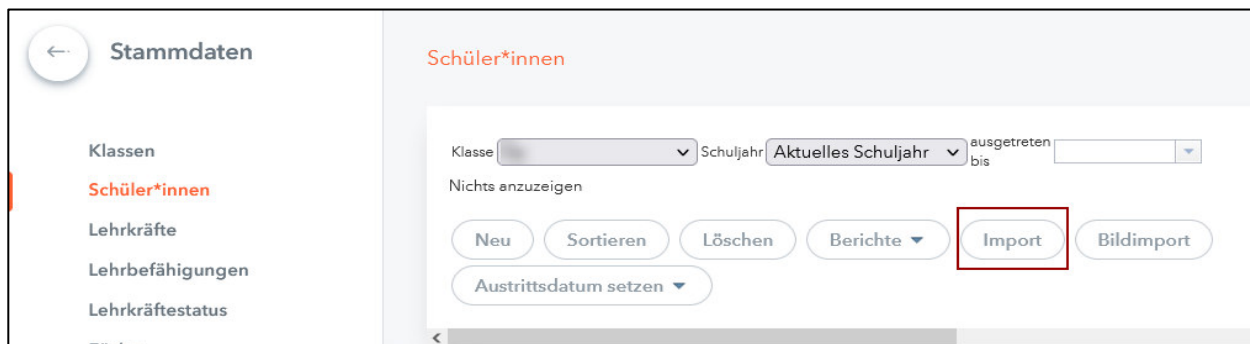 Stammdaten
Schüler*innen
Klassen
Schüler*innen
Lehrkräfte
Lehrbefähigungen
Lehrkräftestatus
Klasse Schuljahr Aktuelles Schuljahr ausgetreten bis
Nichts anzuzeigen
Neu Sortieren Löschen Berichte Import Bildimport
Austrittsdatum setzen